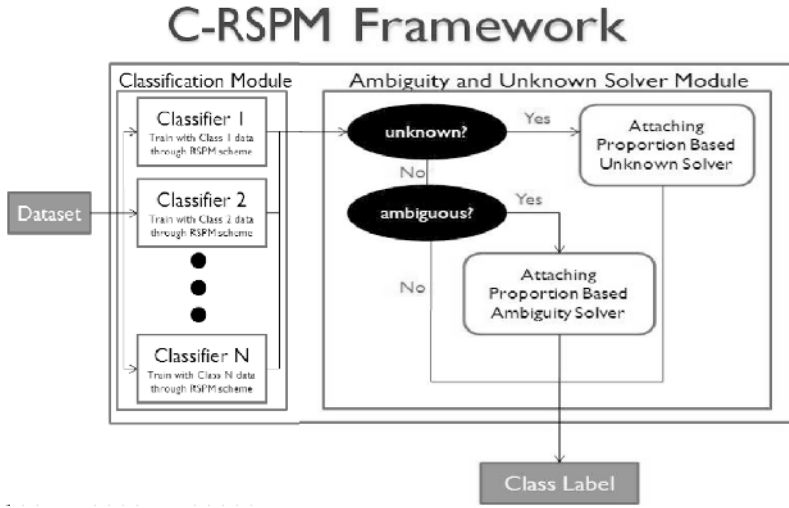 C-RSPM Framework
Classification Module
Ambiguity and Unknown Solver Module
Classifier 1
Train with Class 1 data
through RSPM scheme
Classifier 2
Train with Class 2 data
through RSPM scheme
Classifier N
Train with Class N data
through RSPM scheme
Dataset
unknown?
Yes
No
Attaching
Proportion Based
Unknown Solver
ambiguous?
Yes
No
Attaching
Proportion Based
Ambiguity Solver
Class Label